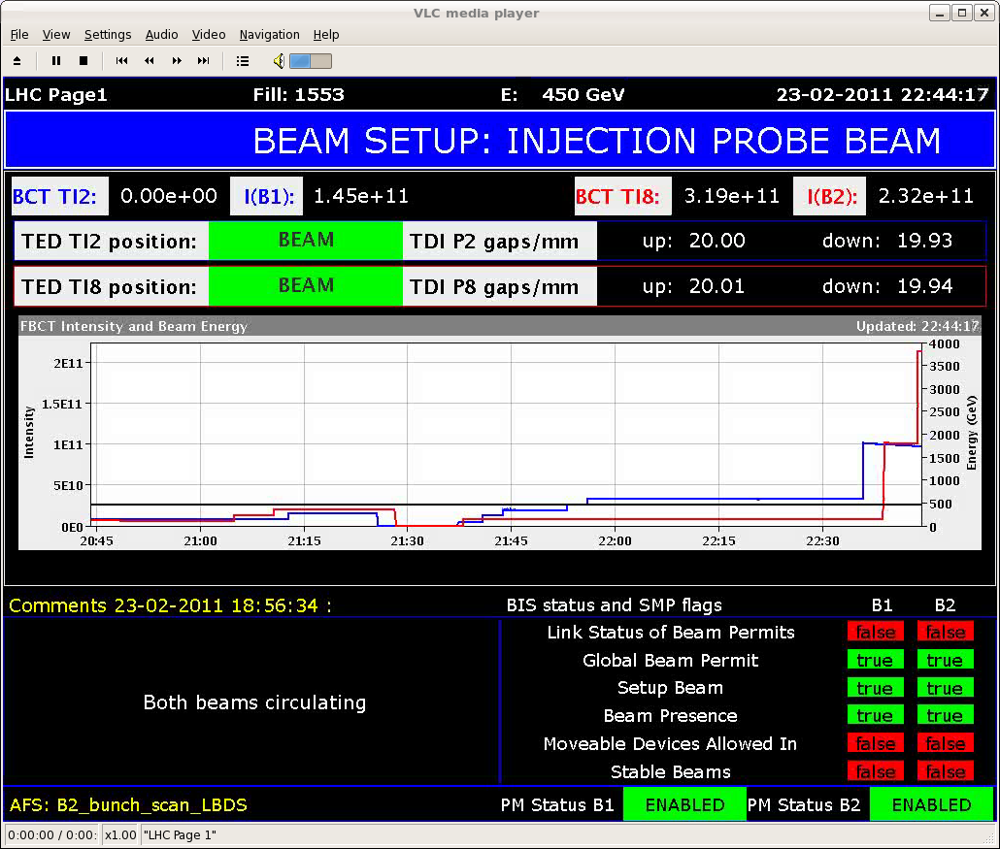 VLC media player
File View Settings Audio Video Navigation Help
LHC Page1 Fill: 1553 E: 450 GeV 23-02-2011 22:44:17
BEAM SETUP: INJECTION PROBE BEAM
BCT TI2: 0.00e+00 I(B1): 1.45e+11 BCT TI8: 3.19e+11 I(B2): 2.32e+11
TED TI2 position: BEAM TDI P2 gaps/mm up: 20.00 down: 19.93
TED TI8 position: BEAM TDI P8 gaps/mm up: 20.01 down: 19.94
FBCT Intensity and Beam Energy Updated: 22:44:17
Intensity
2E11
1.5E11
1E11
5E10
0E0
4000
3500
3000
2500
2000
1500
1000
500
0
Energy (GeV)
20:45 21:00 21:15 21:30 21:45 22:00 22:15 22:30
Comments 23-02-2011 18:56:34 :
Both beams circulating
BIS status and SMP flags B1 B2
Link Status of Beam Permits false false
Global Beam Permit true true
Setup Beam true true
Beam Presence true true
Moveable Devices Allowed In false false
Stable Beams false false
AFS: B2_bunch_scan_LBDS PM Status B1 ENABLED PM Status B2 ENABLED
0:00:00 / 0:00: x1.00 "LHC Page 1"